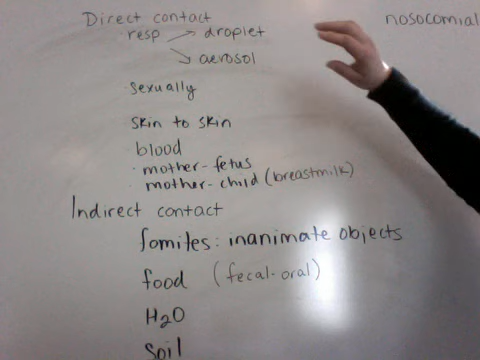 Direct contact
nosocomial
resp → droplet
↘ aerosol
· sexually
skin to skin
· blood
· mother-fetus
· mother-child (breastmilk)
Indirect contact
fomites: inanimate objects
food (fecal-oral)
H₂O
soil